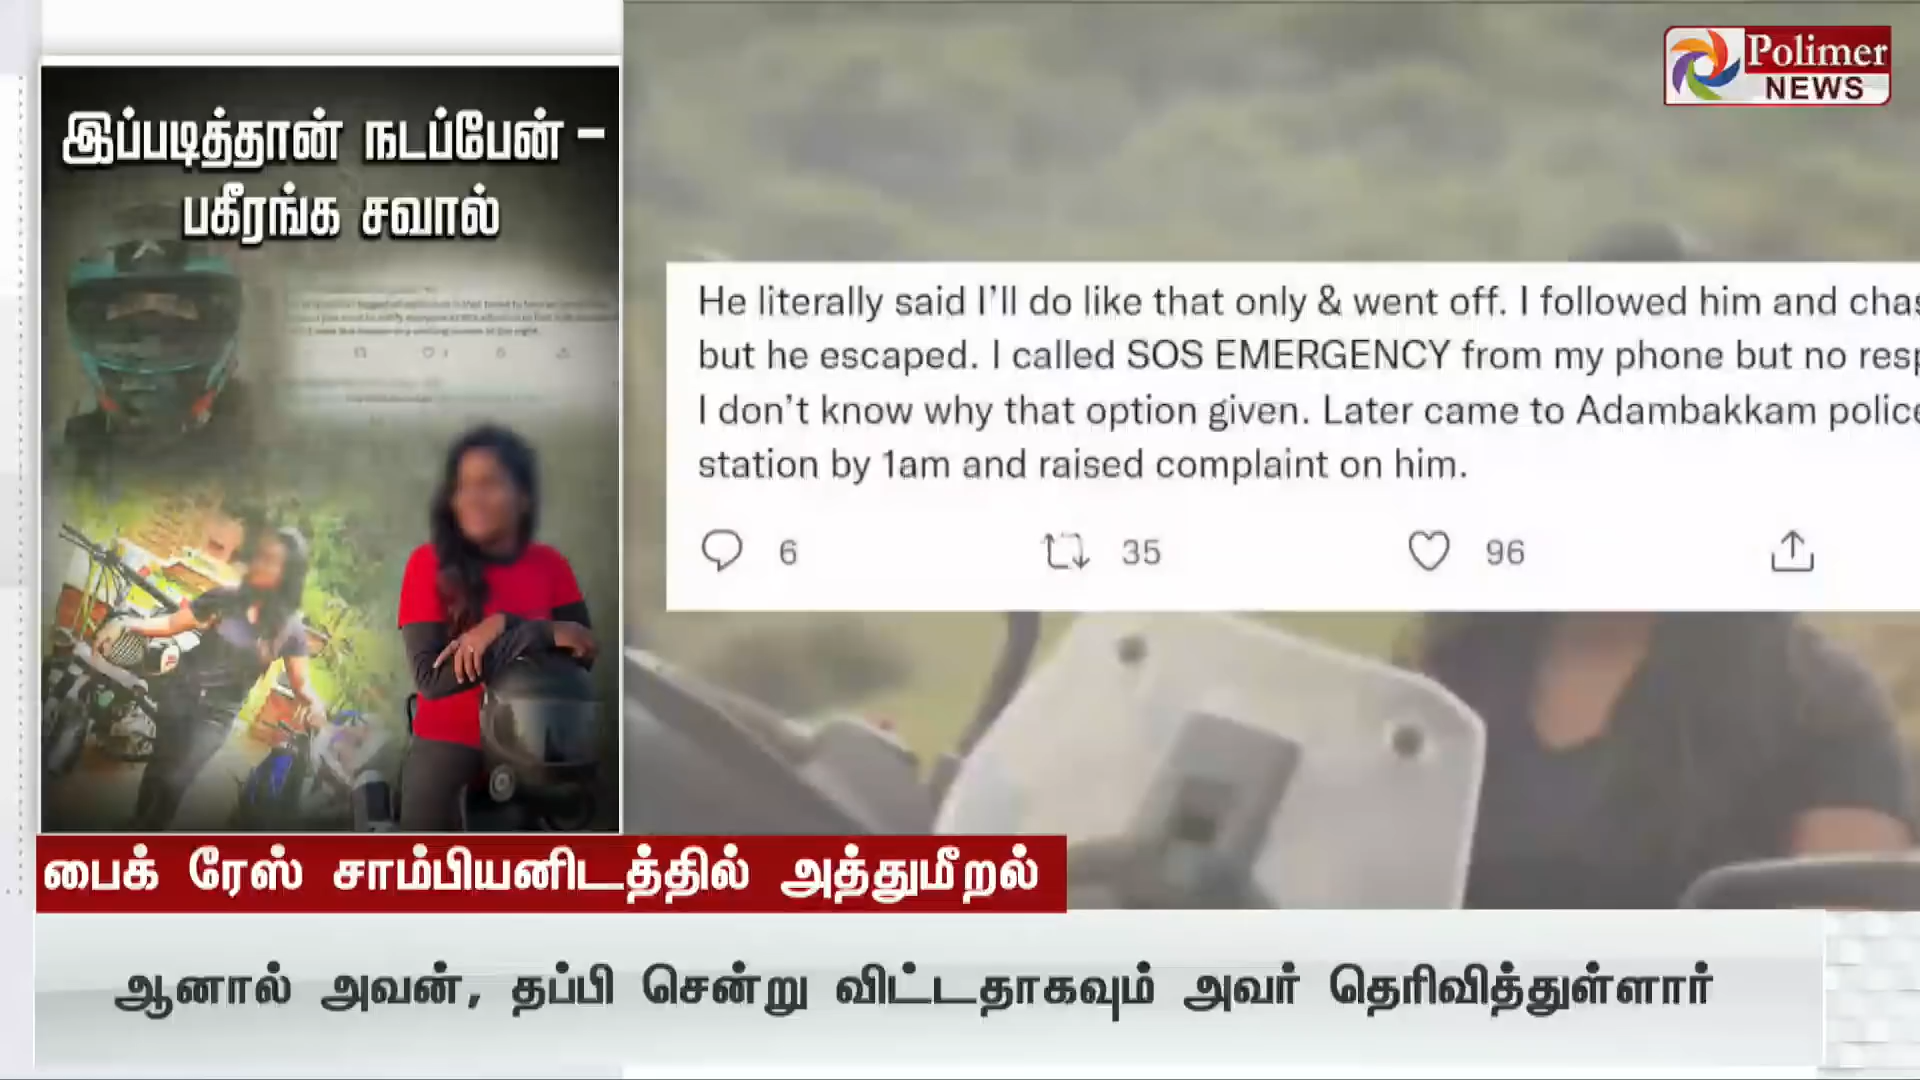 இப்படித்தான் நடப்பேன் –
பகீரங்க சவால்
Polimer
NEWS
He literally said I'll do like that only & went off. I followed him and chas
but he escaped. I called SOS EMERGENCY from my phone but no resp
I don't know why that option given. Later came to Adambakkam police
station by 1am and raised complaint on him.
6 35 96
பைக் ரேஸ் சாம்பியனிடத்தில் அத்துமீறல்
ஆனால் அவன், தப்பி சென்று விட்டதாகவும் அவர் தெரிவித்துள்ளார்